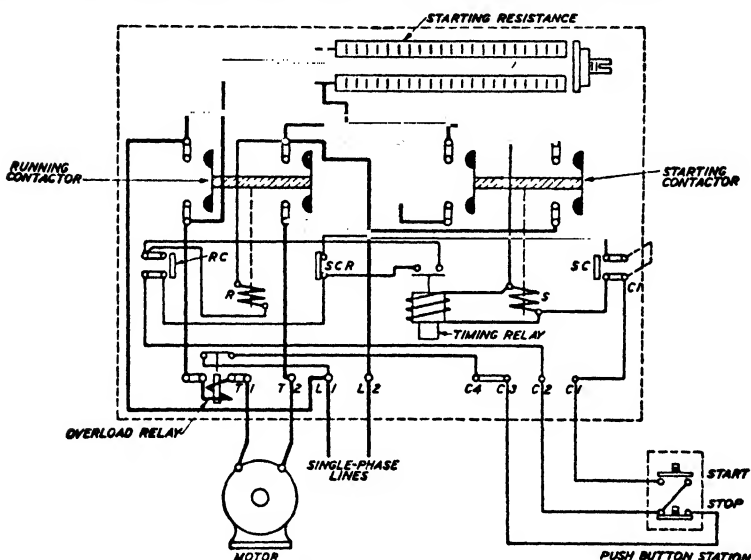 STARTING RESISTANCE
RUNNING
CONTACTOR
STARTING
CONTACTOR
RC
SCR
SC
R
S
C1
TIMING RELAY
T1
T2
L1
L2
C4
C3
C2
C1
OVERLOAD RELAY
SINGLE-PHASE
LINES
START
STOP
MOTOR
PUSH BUTTON STATION